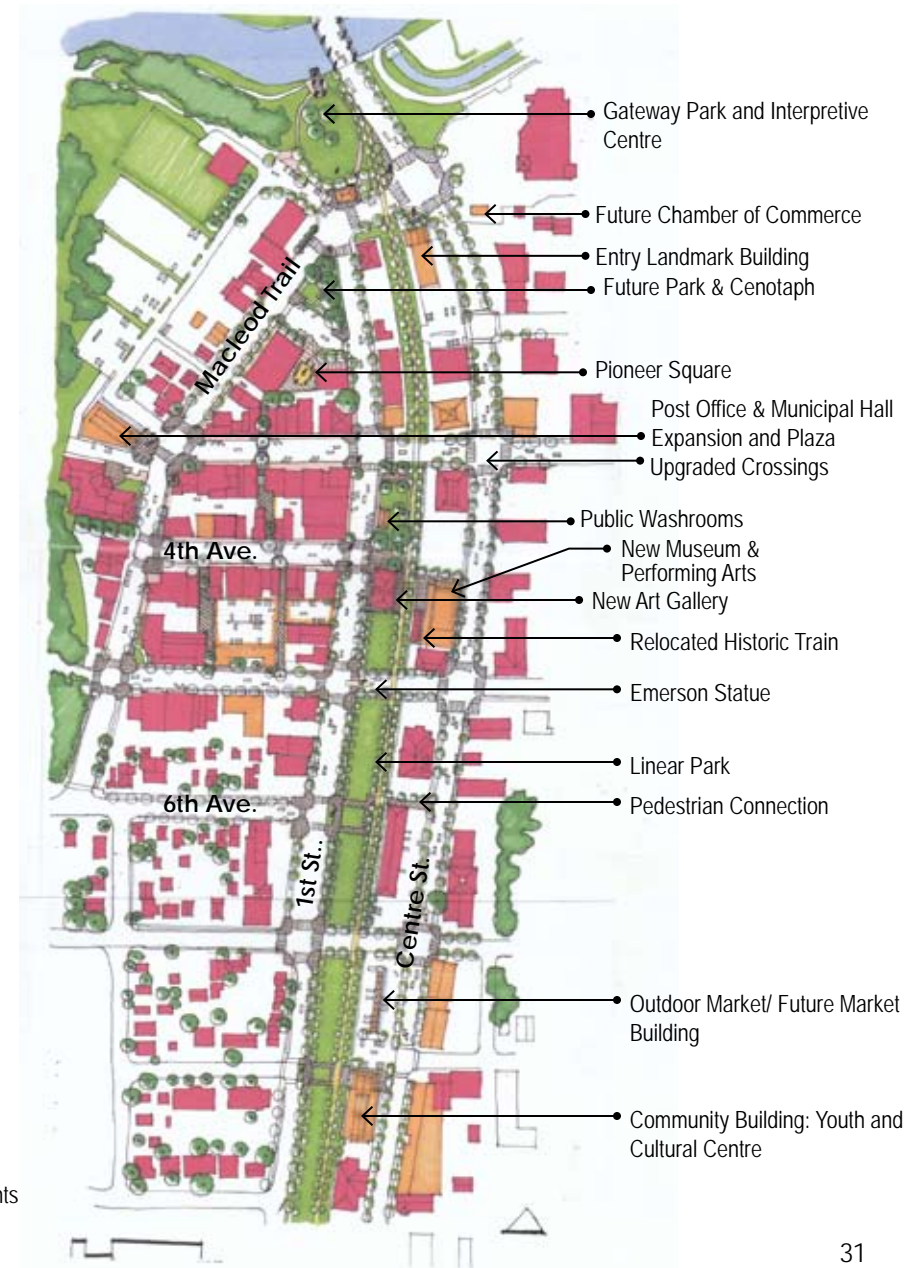 Gateway Park and Interpretive
Centre
Future Chamber of Commerce
Entry Landmark Building
Future Park & Cenotaph
Macleod Trail
Pioneer Square
Post Office & Municipal Hall
Expansion and Plaza
Upgraded Crossings
Public Washrooms
4th Ave.
New Museum &
Performing Arts
New Art Gallery
Relocated Historic Train
Emerson Statue
Linear Park
6th Ave.
Pedestrian Connection
1st St..
Centre St.
Outdoor Market/ Future Market
Building
Community Building: Youth and
Cultural Centre
nts
31